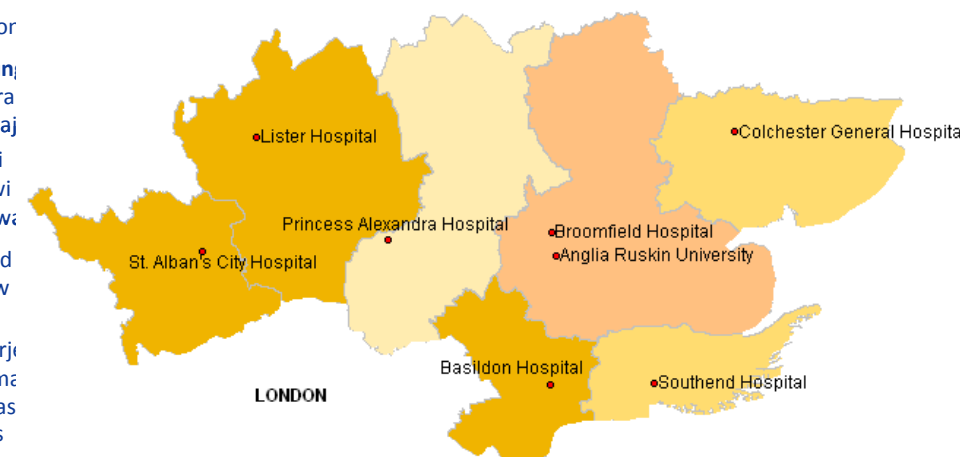 Lister Hospital
Colchester General Hospita
Princess Alexandra Hospital
Broomfield Hospital
Anglia Ruskin University
St. Alban's City Hospital
Basildon Hospital
Southend Hospital
LONDON